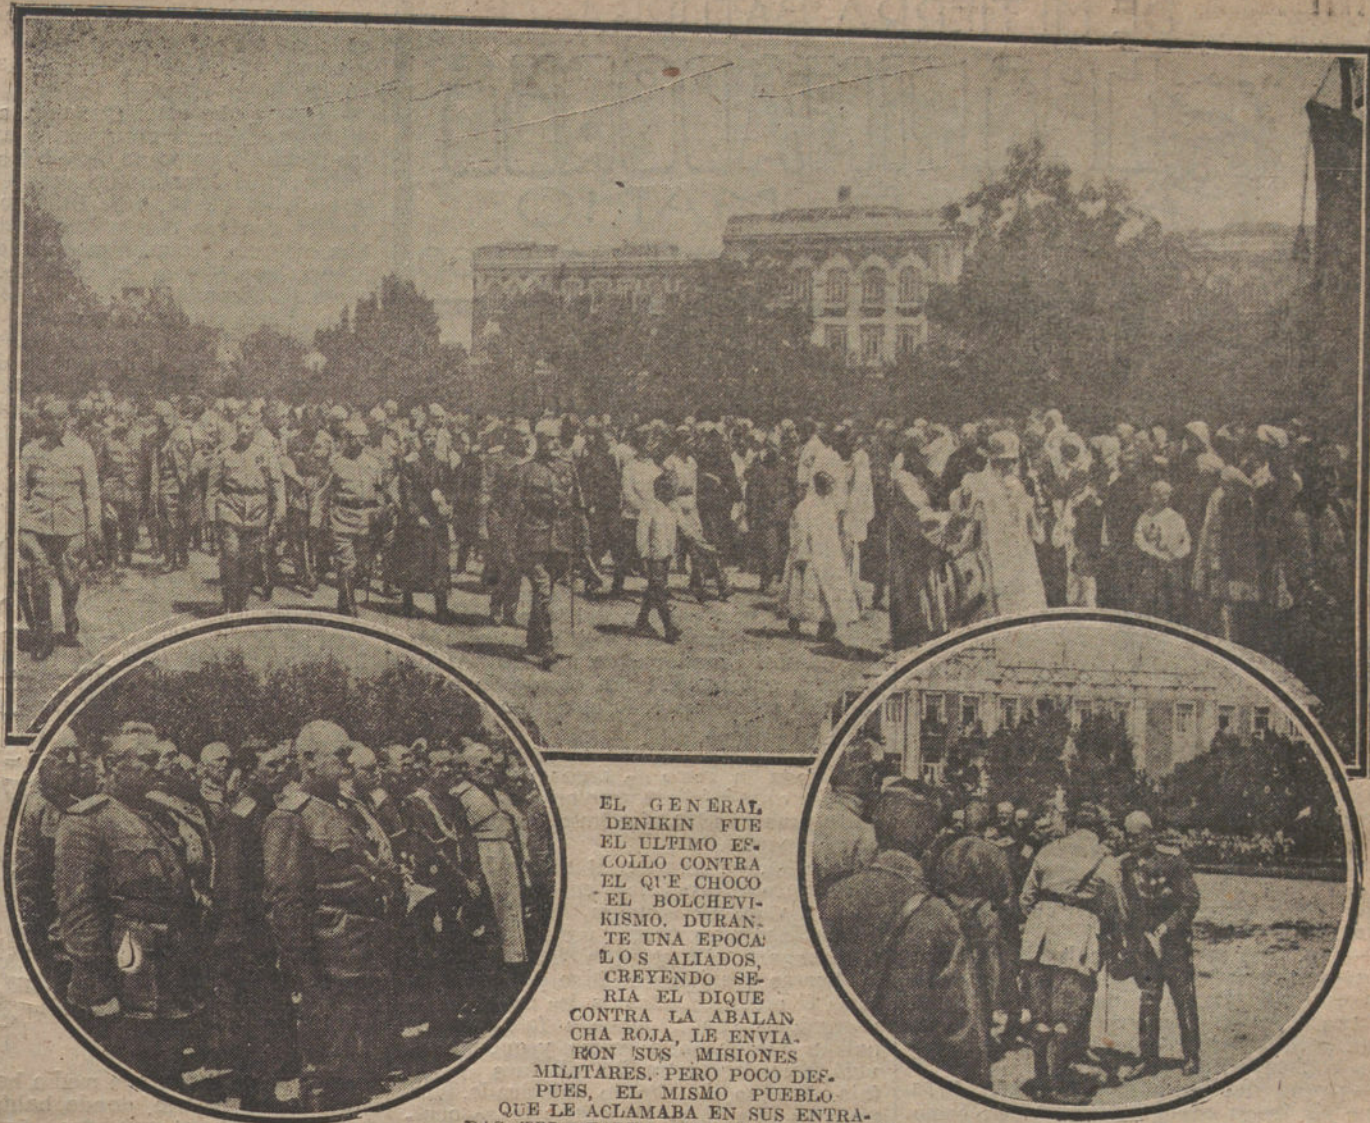 EL GENERAL
DENIKIN FUE
EL ULTIMO ES-
COLLO CONTRA
EL QUE CHOCO
EL BOLCHEVI-
KISMO. DURAN-
TE UNA EPOCA
LOS ALIADOS,
CREYENDO SE-
RIA EL DIQUE
CONTRA LA ABALAN
CHA ROJA, LE ENVIA-
RON SUS MISIONES
MILITARES. PERO POCO DES-
PUES, EL MISMO PUEBLO
QUE LE ACLAMABA EN SUS ENTRA-